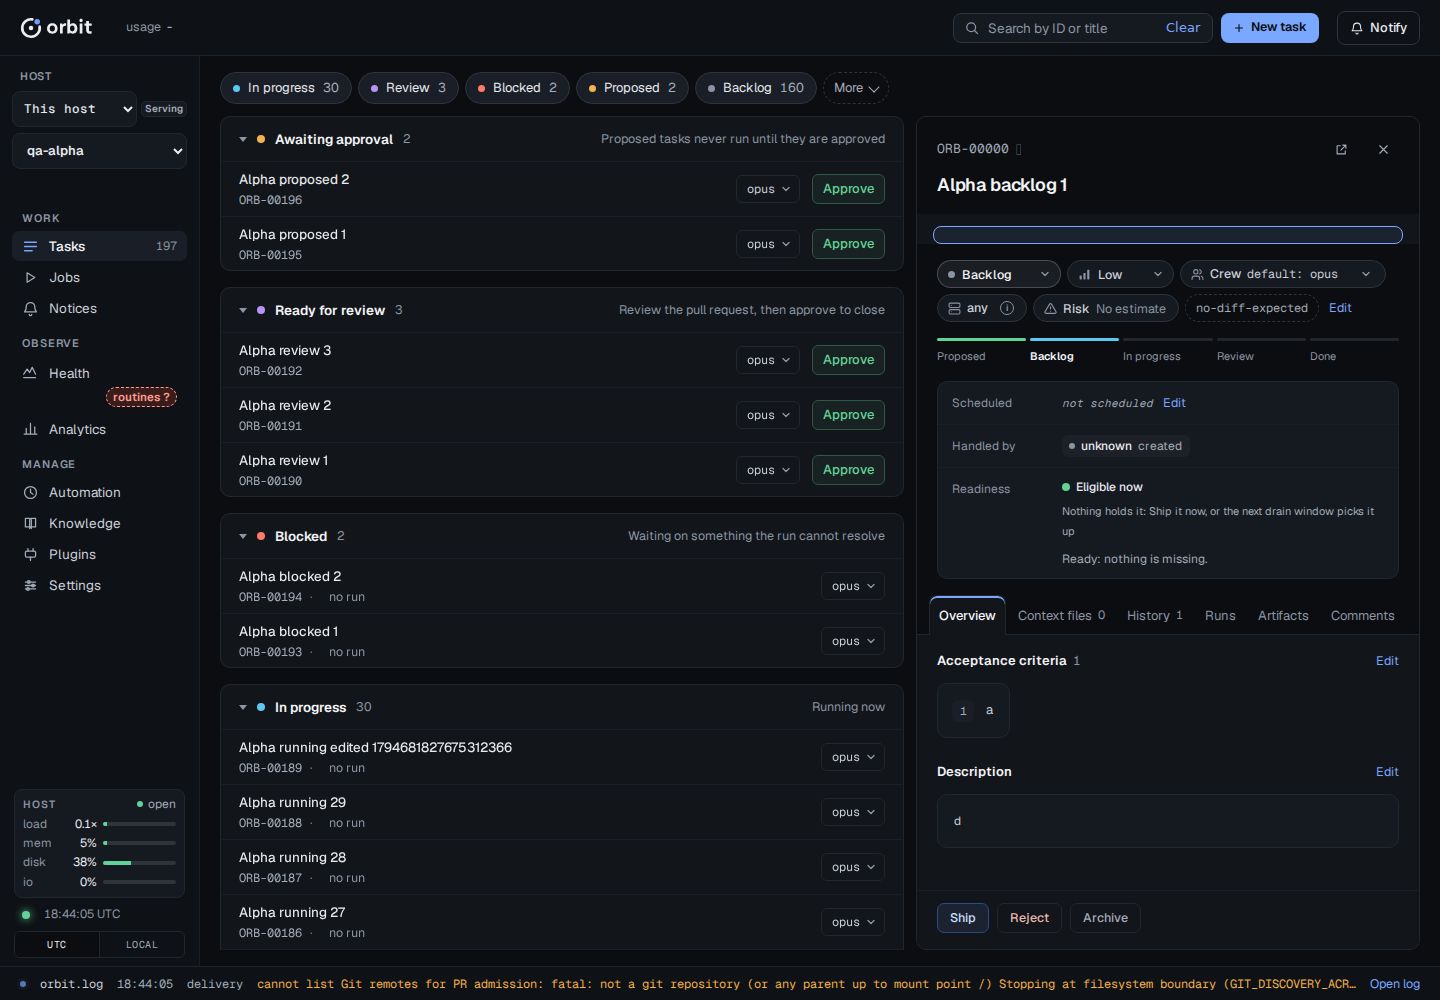 orbit
usage -
Search by ID or title
Clear
+ New task
Notify
HOST
This host
Serving
qa-alpha
WORK
Tasks 197
Jobs
Notices
OBSERVE
Health
routines ?
Analytics
MANAGE
Automation
Knowledge
Plugins
Settings
HOST open
load 0.1×
mem 5%
disk 38%
io 0%
18:44:05 UTC
UTC LOCAL
In progress 30
Review 3
Blocked 2
Proposed 2
Backlog 160
More
Awaiting approval 2
Proposed tasks never run until they are approved
Alpha proposed 2
ORB-00196
opus
Approve
Alpha proposed 1
ORB-00195
opus
Approve
Ready for review 3
Review the pull request, then approve to close
Alpha review 3
ORB-00192
opus
Approve
Alpha review 2
ORB-00191
opus
Approve
Alpha review 1
ORB-00190
opus
Approve
Blocked 2
Waiting on something the run cannot resolve
Alpha blocked 2
ORB-00194 · no run
opus
Alpha blocked 1
ORB-00193 · no run
opus
In progress 30
Running now
Alpha running edited 1794681827675312366
ORB-00189 · no run
opus
Alpha running 29
ORB-00188 · no run
opus
Alpha running 28
ORB-00187 · no run
opus
Alpha running 27
ORB-00186 · no run
opus
ORB-00000
Alpha backlog 1
Backlog
Low
Crew default: opus
any
Risk No estimate
no-diff-expected
Edit
Proposed
Backlog
In progress
Review
Done
Scheduled
not scheduled Edit
Handled by
unknown created
Readiness
Eligible now
Nothing holds it: Ship it now, or the next drain window picks it
up
Ready: nothing is missing.
Overview
Context files 0
History 1
Runs
Artifacts
Comments
Acceptance criteria 1
Edit
1 a
Description
Edit
d
Ship
Reject
Archive
orbit.log 18:44:05 delivery cannot list Git remotes for PR admission: fatal: not a git repository (or any parent up to mount point /) Stopping at filesystem boundary (GIT_DISCOVERY_ACR… Open log